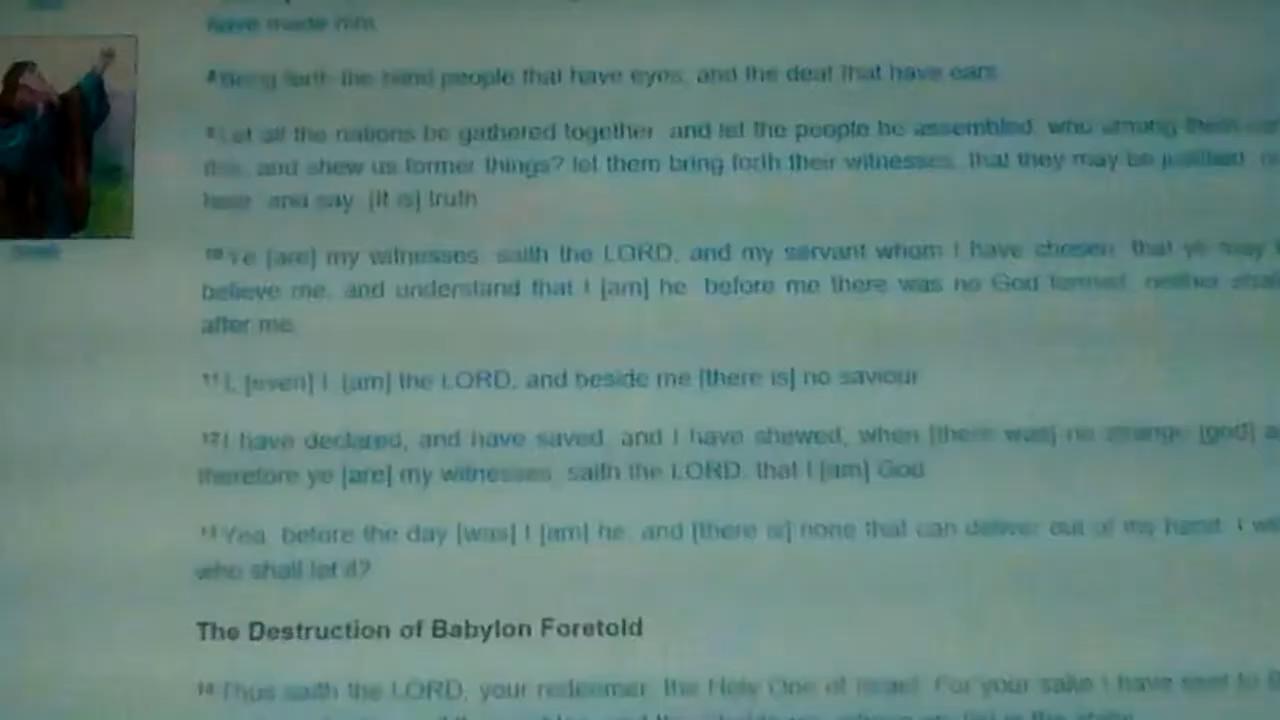 have made him
8 Bring forth the blind people that have eyes, and the deaf that have ears
9 Let all the nations be gathered together, and let the people be assembled: who among them
this, and shew us former things? let them bring forth their witnesses, that they may be justified:
hear, and say, [it is] truth
10 Ye [are] my witnesses, saith the LORD, and my servant whom I have chosen: that ye may
believe me, and understand that I [am] he: before me there was no God formed, neither
after me.
11 I, [even] I, [am] the LORD; and beside me [there is] no saviour
12 I have declared, and have saved, and I have shewed, when [there was] no strange [god]
therefore ye [are] my witnesses, saith the LORD, that I [am] God
13 Yea, before the day [was] I [am] he; and [there is] none that can deliver out of my hand: I
who shall let it?
The Destruction of Babylon Foretold
14 Thus saith the LORD, your redeemer, the Holy One of Israel; For your sake I have sent to